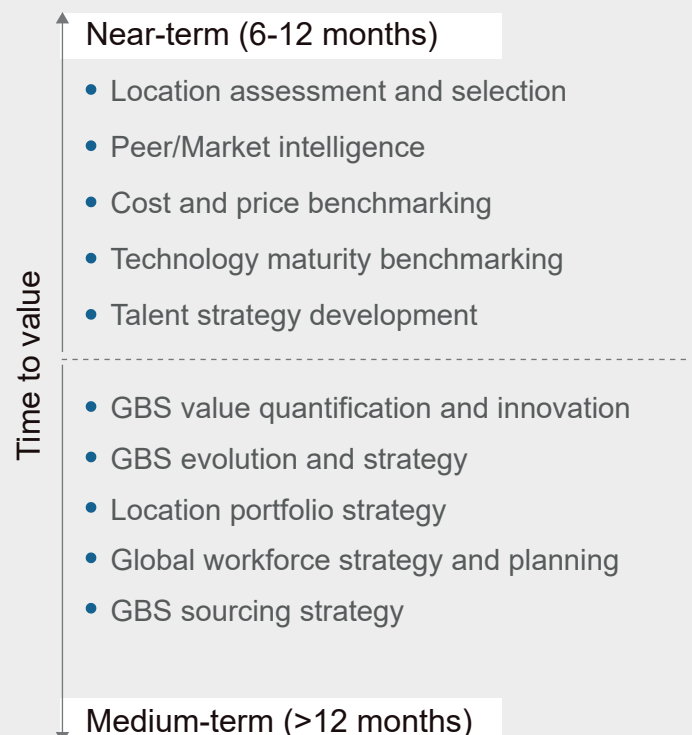 Near-term (6-12 months)
Location assessment and selection
Peer/Market intelligence
Cost and price benchmarking
Technology maturity benchmarking
Talent strategy development
Time to value
GBS value quantification and innovation
GBS evolution and strategy
Location portfolio strategy
Global workforce strategy and planning
GBS sourcing strategy
Medium-term (>12 months)